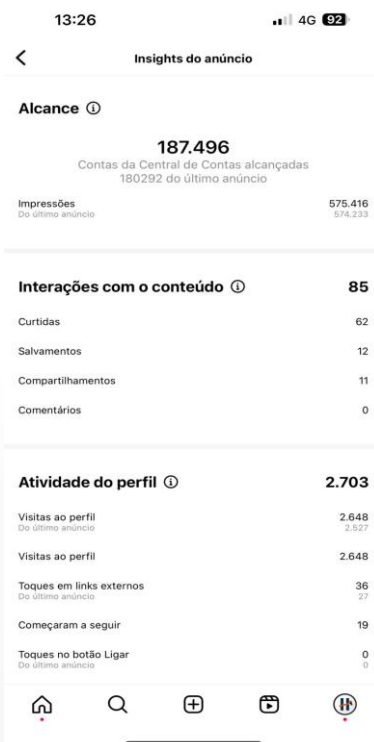 13:26
4G 92
Insights do anúncio
Alcance
187.496
Contas da Central de Contas alcançadas
180292 do último anúncio
Impressões 575.416
Do último anúncio 574.233
Interações com o conteúdo 85
Curtidas 62
Salvamentos 12
Compartilhamentos 11
Comentários 0
Atividade do perfil 2.703
Visitas ao perfil 2.648
Do último anúncio 2.527
Visitas ao perfil 2.648
Toques em links externos 36
Do último anúncio 27
Começaram a seguir 19
Toques no botão Ligar 0
Do último anúncio 0